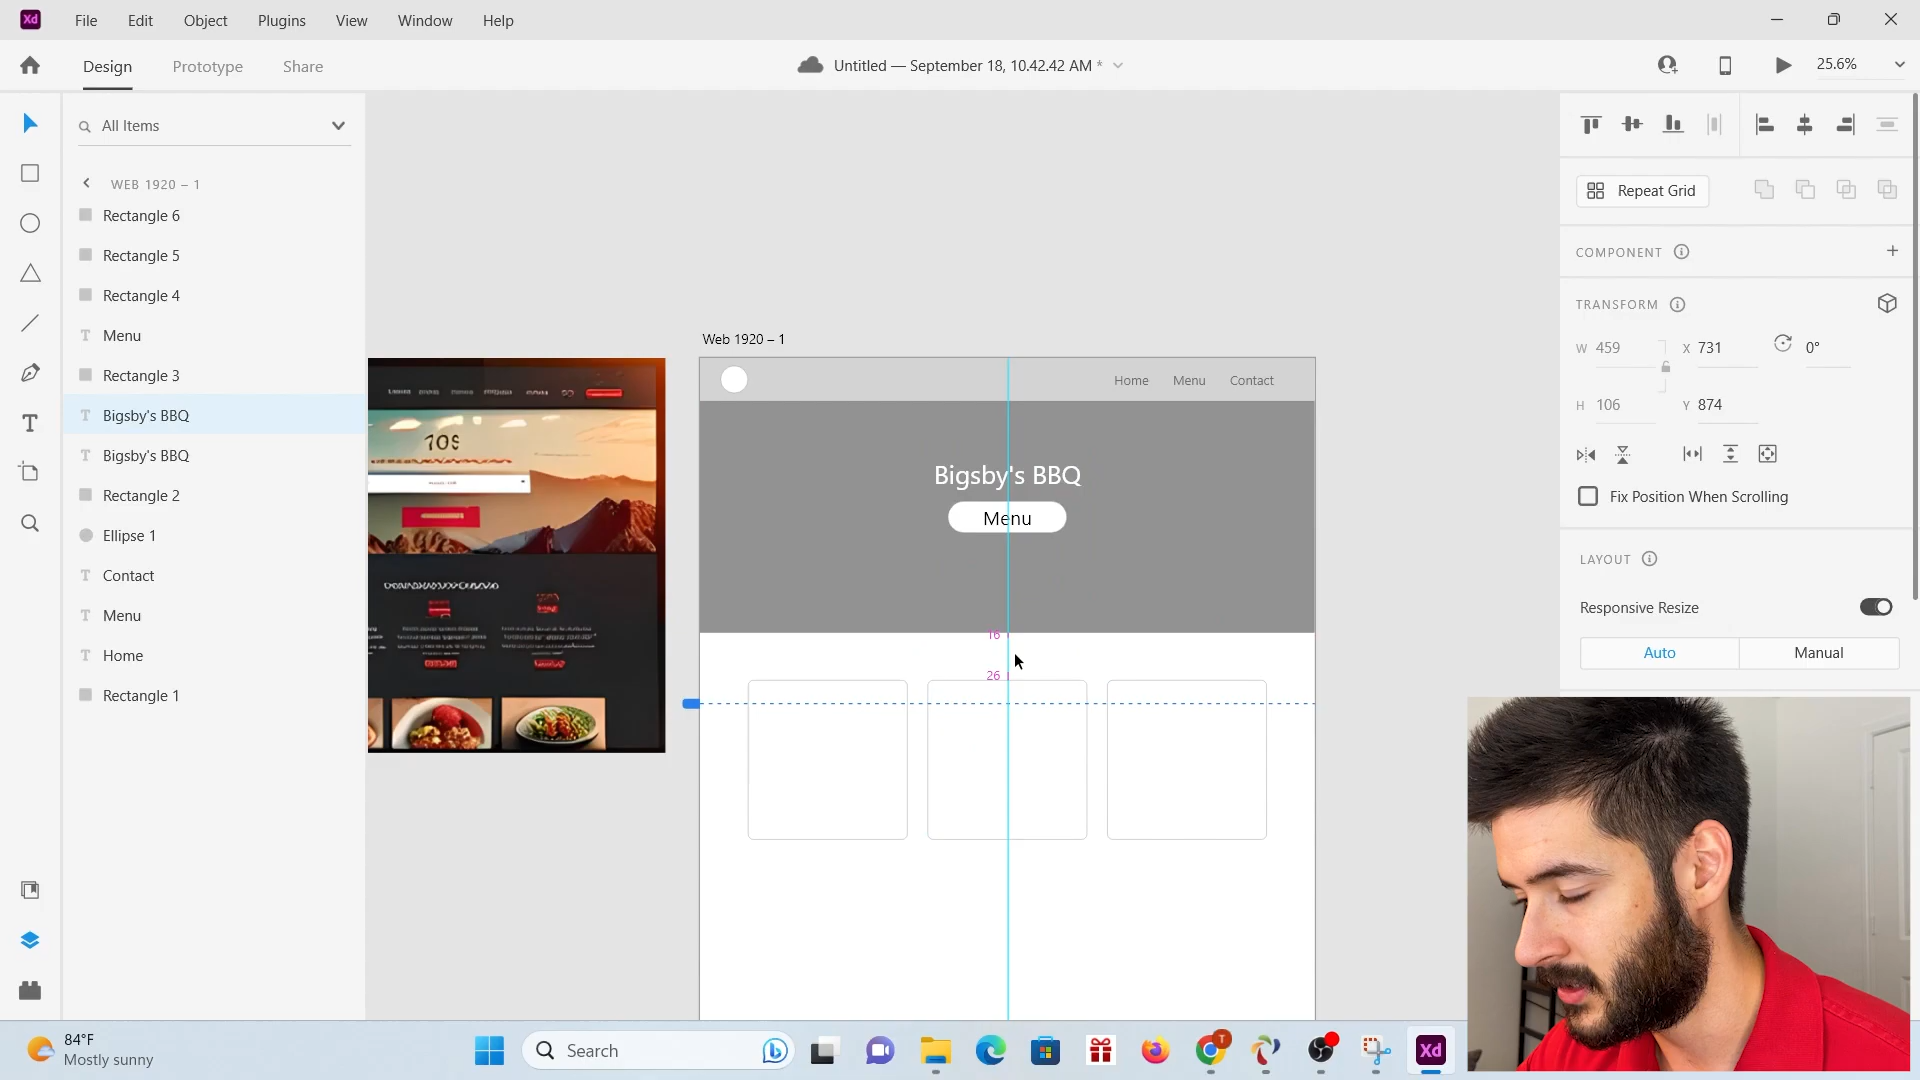 Xd File Edit Object Plugins View Window Help
Design Prototype Share
Untitled — September 18, 10.42.42 AM *
25.6%
All Items
WEB 1920 – 1
Rectangle 6
Rectangle 5
Rectangle 4
T Menu
Rectangle 3
T Bigsby's BBQ
T Bigsby's BBQ
Rectangle 2
Ellipse 1
T Contact
T Menu
T Home
Rectangle 1
Web 1920 – 1
Home Menu Contact
Bigsby's BBQ
Menu
16
26
Repeat Grid
COMPONENT
TRANSFORM
W 459 X 731 0°
H 106 Y 874
Fix Position When Scrolling
LAYOUT
Responsive Resize
Auto Manual
84°F
Mostly sunny
Search
T
Xd